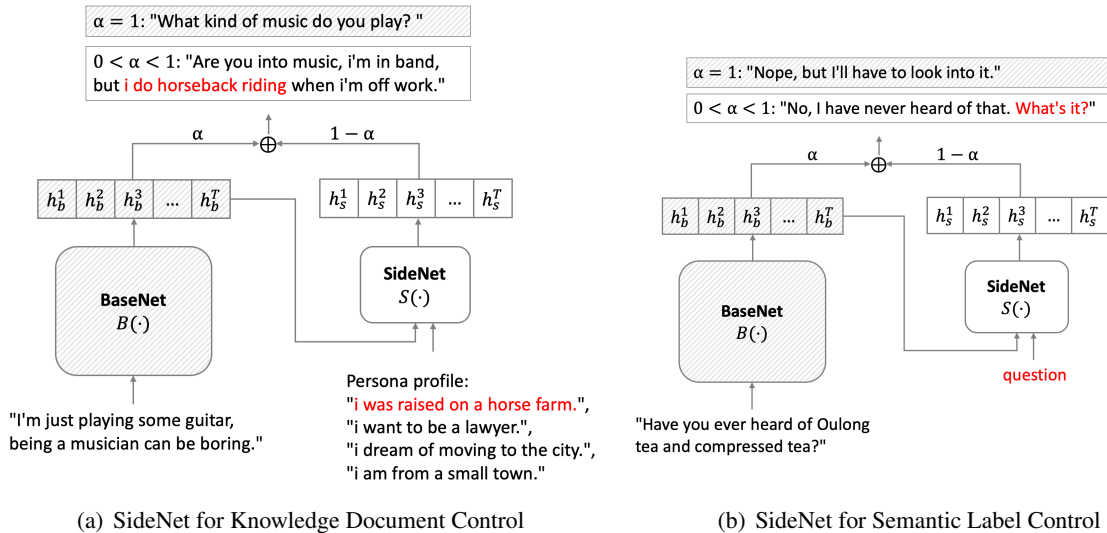 α = 1: "What kind of music do you play? "
0 < α < 1: "Are you into music, i'm in band,
but i do horseback riding when i'm off work."
α
1 − α
h_b^1 h_b^2 h_b^3 ... h_b^T
h_s^1 h_s^2 h_s^3 ... h_s^T
BaseNet
B(·)
SideNet
S(·)
"I'm just playing some guitar,
being a musician can be boring."
Persona profile:
"i was raised on a horse farm.",
"i want to be a lawyer.",
"i dream of moving to the city.",
"i am from a small town."
(a) SideNet for Knowledge Document Control
α = 1: "Nope, but I'll have to look into it."
0 < α < 1: "No, I have never heard of that. What's it?"
α
1 − α
h_b^1 h_b^2 h_b^3 ... h_b^T
h_s^1 h_s^2 h_s^3 ... h_s^T
BaseNet
B(·)
SideNet
S(·)
question
"Have you ever heard of Oulong
tea and compressed tea?"
(b) SideNet for Semantic Label Control